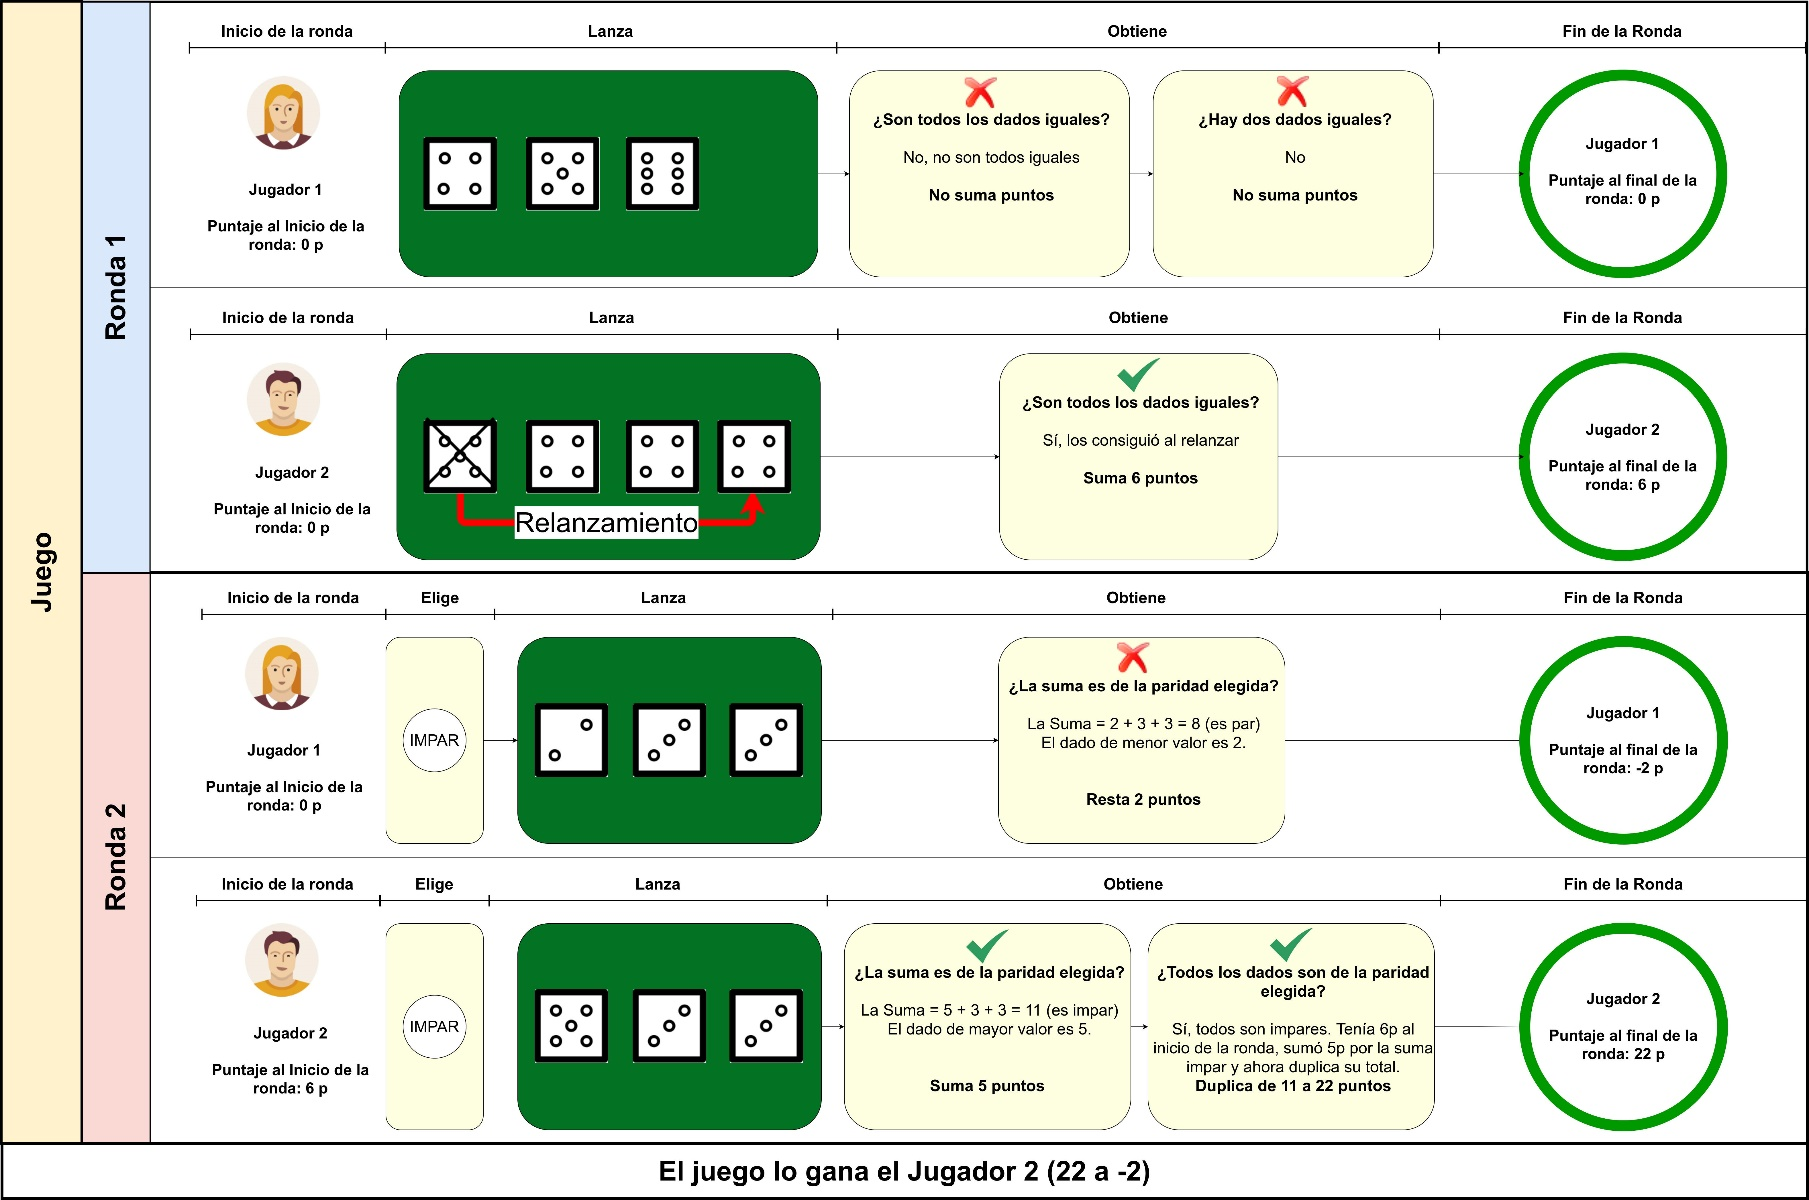 Juego
Ronda 1
Inicio de la ronda
Lanza
Obtiene
Fin de la Ronda
Jugador 1
Puntaje al Inicio de la
ronda: 0 p
¿Son todos los dados iguales?
No, no son todos iguales
No suma puntos
¿Hay dos dados iguales?
No
No suma puntos
Jugador 1
Puntaje al final de la
ronda: 0 p
Inicio de la ronda
Lanza
Obtiene
Fin de la Ronda
Jugador 2
Puntaje al Inicio de la
ronda: 0 p
Relanzamiento
¿Son todos los dados iguales?
Sí, los consiguió al relanzar
Suma 6 puntos
Jugador 2
Puntaje al final de la
ronda: 6 p
Ronda 2
Inicio de la ronda
Elige
Lanza
Obtiene
Fin de la Ronda
Jugador 1
Puntaje al Inicio de la
ronda: 0 p
IMPAR
¿La suma es de la paridad elegida?
La Suma = 2 + 3 + 3 = 8 (es par)
El dado de menor valor es 2.
Resta 2 puntos
Jugador 1
Puntaje al final de la
ronda: -2 p
Inicio de la ronda
Elige
Lanza
Obtiene
Fin de la Ronda
Jugador 2
Puntaje al Inicio de la
ronda: 6 p
IMPAR
¿La suma es de la paridad elegida?
La Suma = 5 + 3 + 3 = 11 (es impar)
El dado de mayor valor es 5.
Suma 5 puntos
¿Todos los dados son de la paridad
elegida?
Sí, todos son impares. Tenía 6p al
inicio de la ronda, sumó 5p por la suma
impar y ahora duplica su total.
Duplica de 11 a 22 puntos
Jugador 2
Puntaje al final de la
ronda: 22 p
El juego lo gana el Jugador 2 (22 a -2)